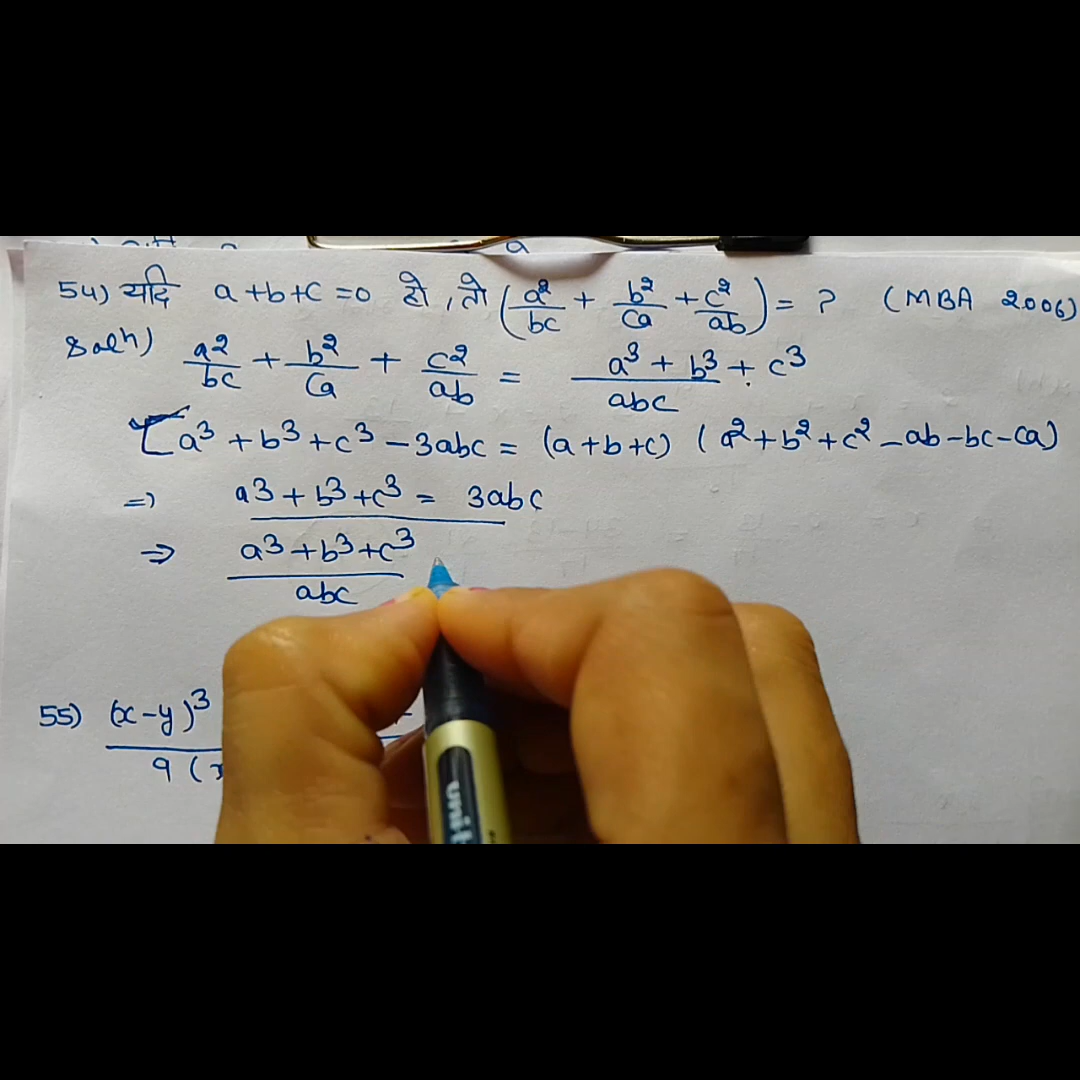 54) यदि a+b+c=0 हो, तो (a²/bc + b²/ca + c²/ab) = ? (MBA 2006)
Soln) a²/bc + b²/ca + c²/ab = a³ + b³ + c³/abc
[a³ + b³ + c³ – 3abc = (a+b+c) (a²+b²+c²–ab–bc–ca)
=) a³ + b³ + c³ = 3abc
⇒ a³ + b³ + c³/abc
55) (x-y)³
9 (
uni